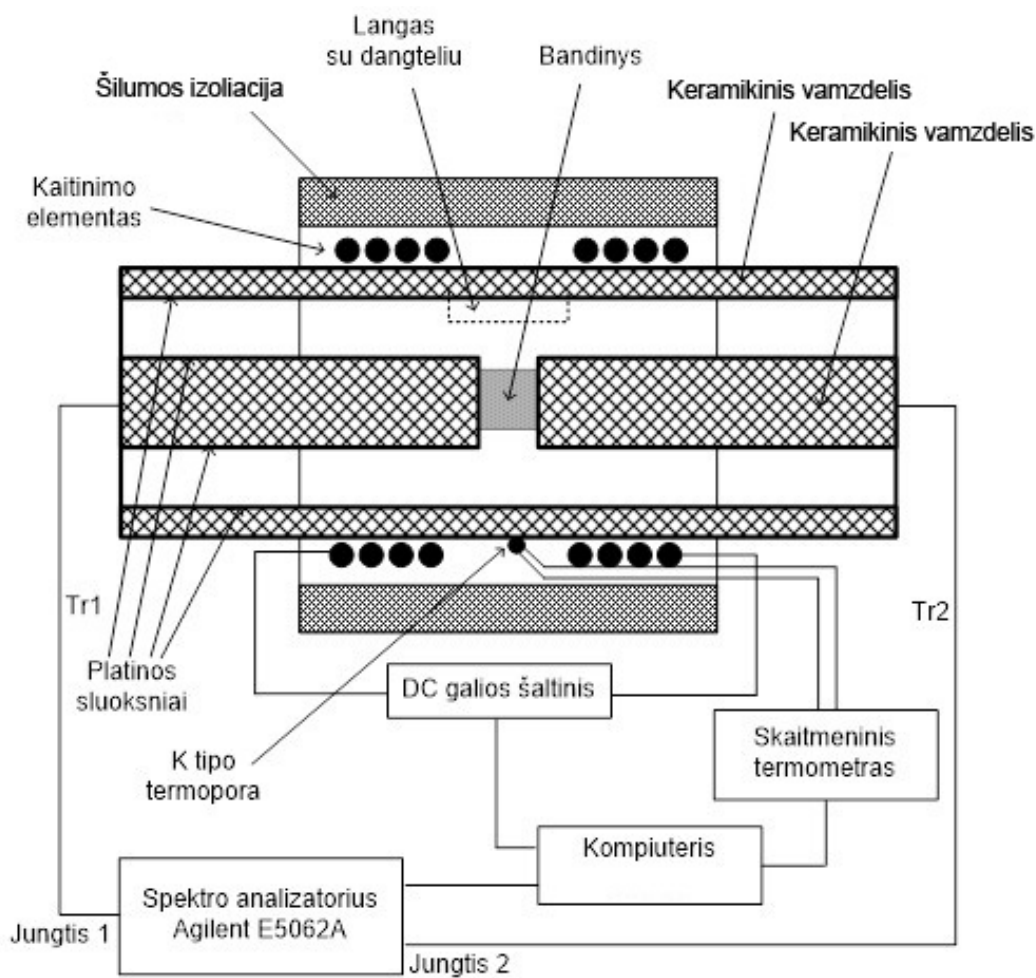 Langas
su dangteliu
Bandinys
Šilumos izoliacija
Keramikinis vamzdelis
Keramikinis vamzdelis
Kaitinimo
elementas
Tr1
Tr2
Platinos
sluoksniai
DC galios šaltinis
K tipo
termopora
Skaitmeninis
termometras
Kompiuteris
Spektro analizatorius
Agilent E5062A
Jungtis 1
Jungtis 2